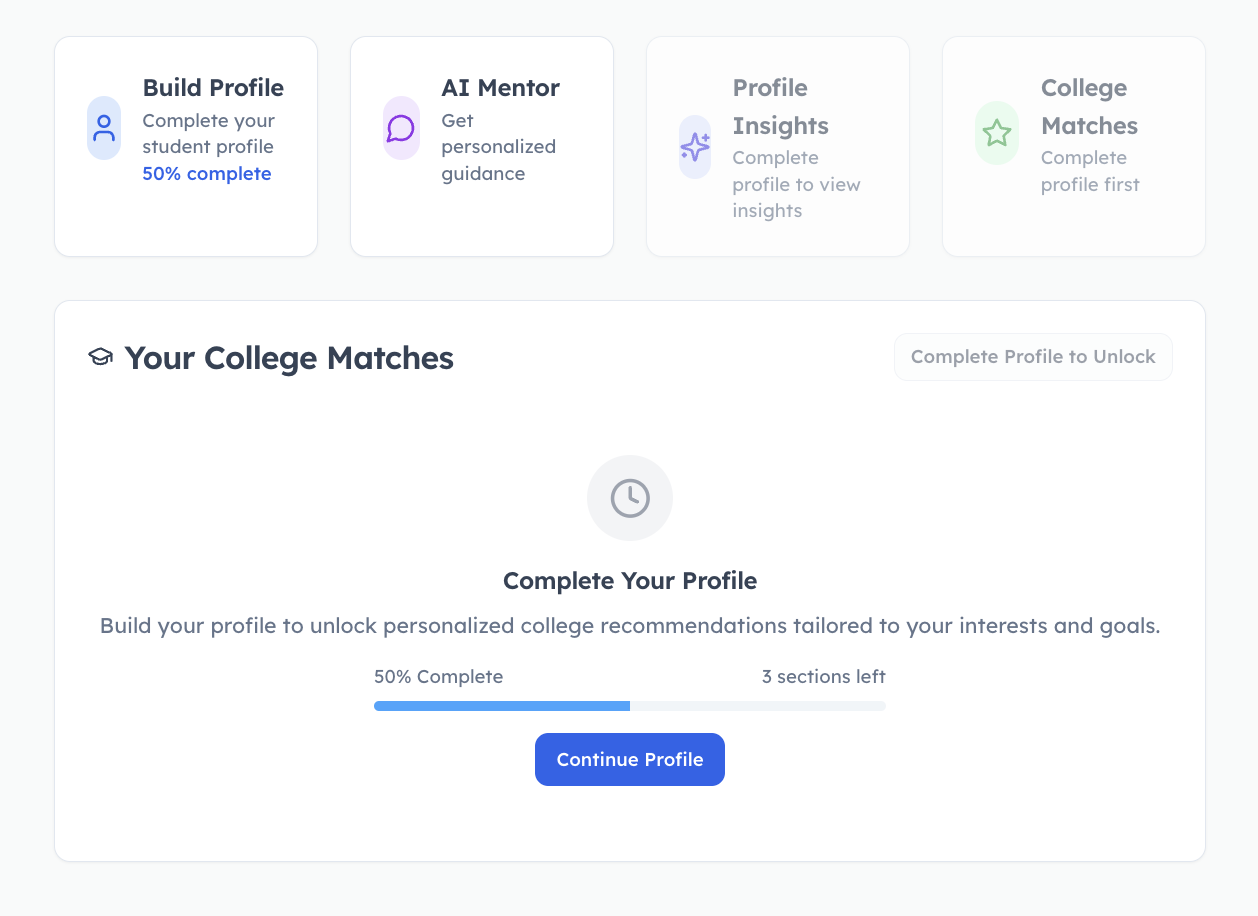 Build Profile
Complete your
student profile
50% complete
AI Mentor
Get
personalized
guidance
Profile
Insights
Complete
profile to view
insights
College
Matches
Complete
profile first
Your College Matches
Complete Profile to Unlock
Complete Your Profile
Build your profile to unlock personalized college recommendations tailored to your interests and goals.
50% Complete
3 sections left
Continue Profile